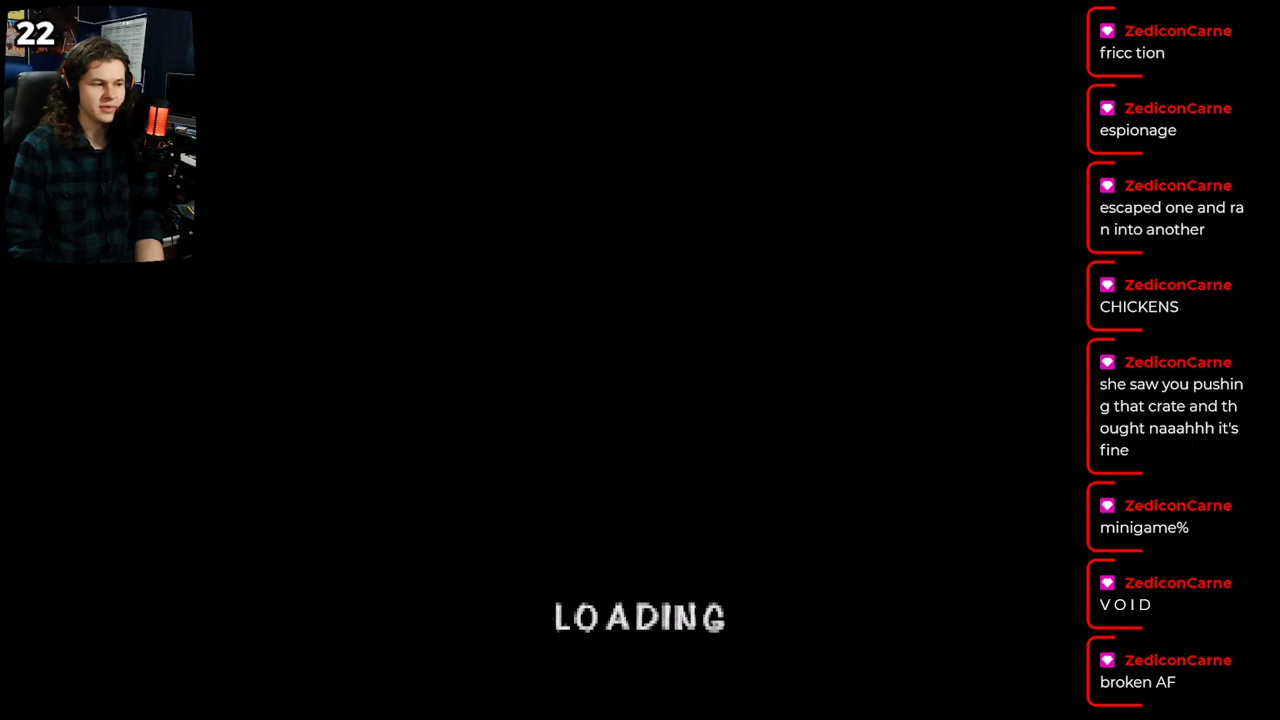 22
ZediconCarne
fricc tion
ZediconCarne
espionage
ZediconCarne
escaped one and ra
n into another
ZediconCarne
CHICKENS
ZediconCarne
she saw you pushin
g that crate and th
ought naaahhh it's
fine
ZediconCarne
minigame%
ZediconCarne
V O I D
ZediconCarne
broken AF
LOADING